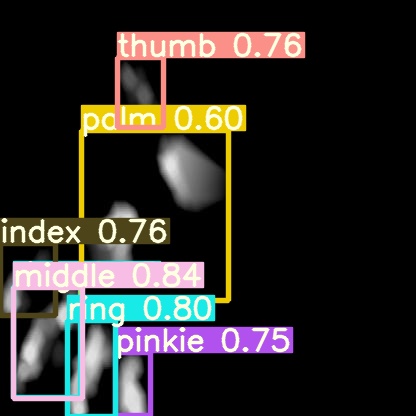 thumb 0.76
palm 0.60
index 0.76
middle 0.84
ring 0.80
pinkie 0.75